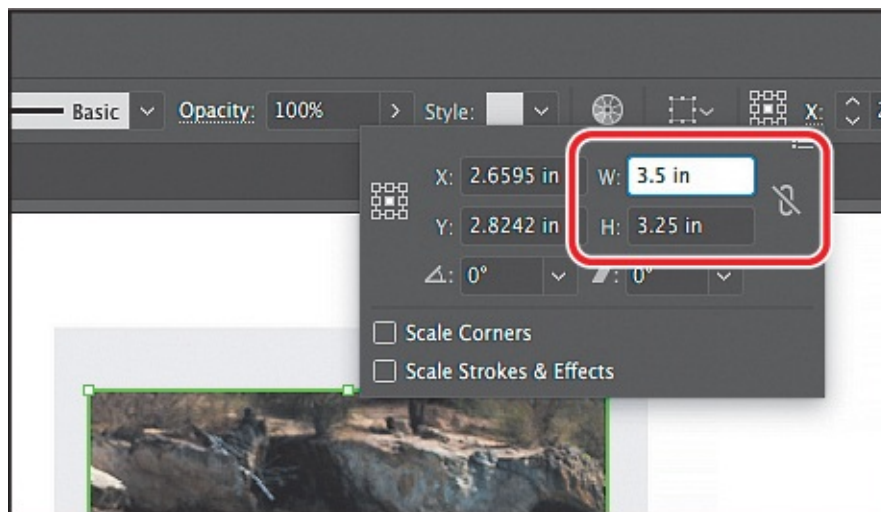 Basic Opacity: 100% Style: X: 2
X: 2.6595 in W: 3.5 in
Y: 2.8242 in H: 3.25 in
0° 0°
Scale Corners
Scale Strokes & Effects